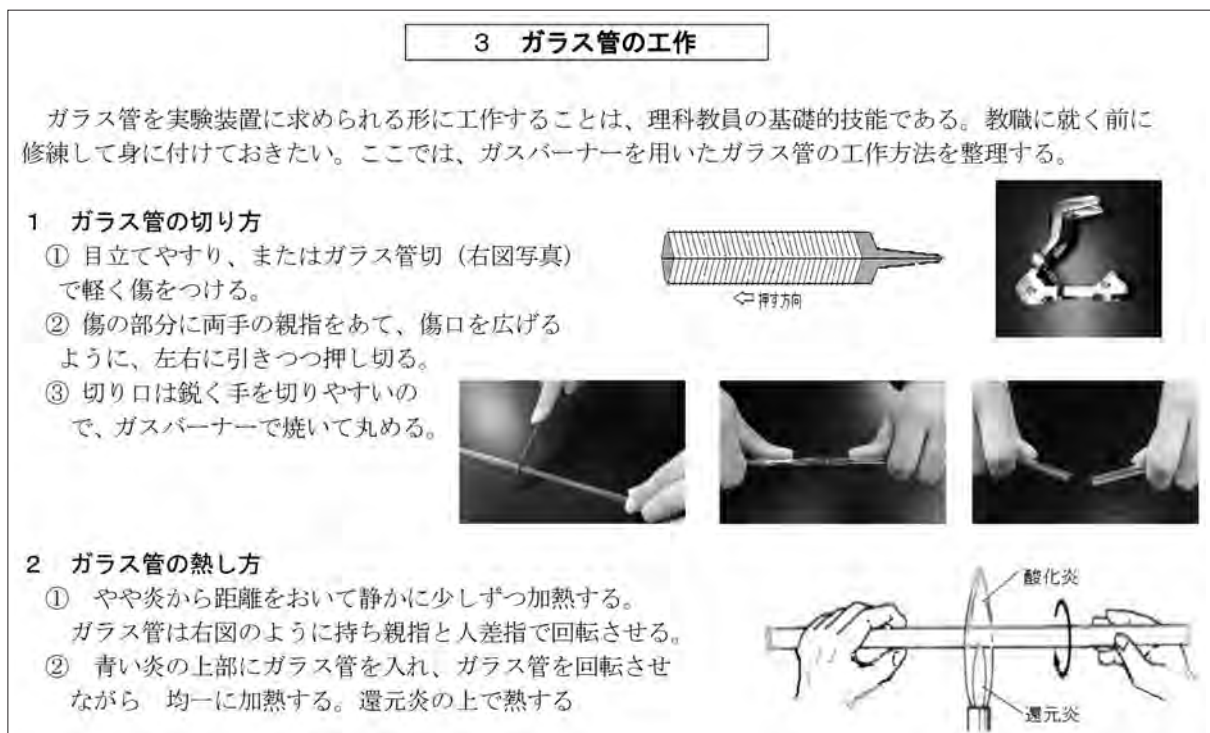 3　ガラス管の工作
ガラス管を実験装置に求められる形に工作することは、理科教員の基礎的技能である。教職に就く前に
修練して身に付けておきたい。ここでは、ガスバーナーを用いたガラス管の工作方法を整理する。
1　ガラス管の切り方
① 目立てやすり、またはガラス管切（右図写真）
で軽く傷をつける。
② 傷の部分に両手の親指をあて、傷口を広げる
ように、左右に引きつつ押し切る。
③ 切り口は鋭く手を切りやすいの
で、ガスバーナーで焼いて丸める。
⇦ 押す方向
2　ガラス管の熱し方
①　やや炎から距離をおいて静かに少しずつ加熱する。
ガラス管は右図のように持ち親指と人差指で回転させる。
②　青い炎の上部にガラス管を入れ、ガラス管を回転させ
ながら　均一に加熱する。還元炎の上で熱する
酸化炎
還元炎